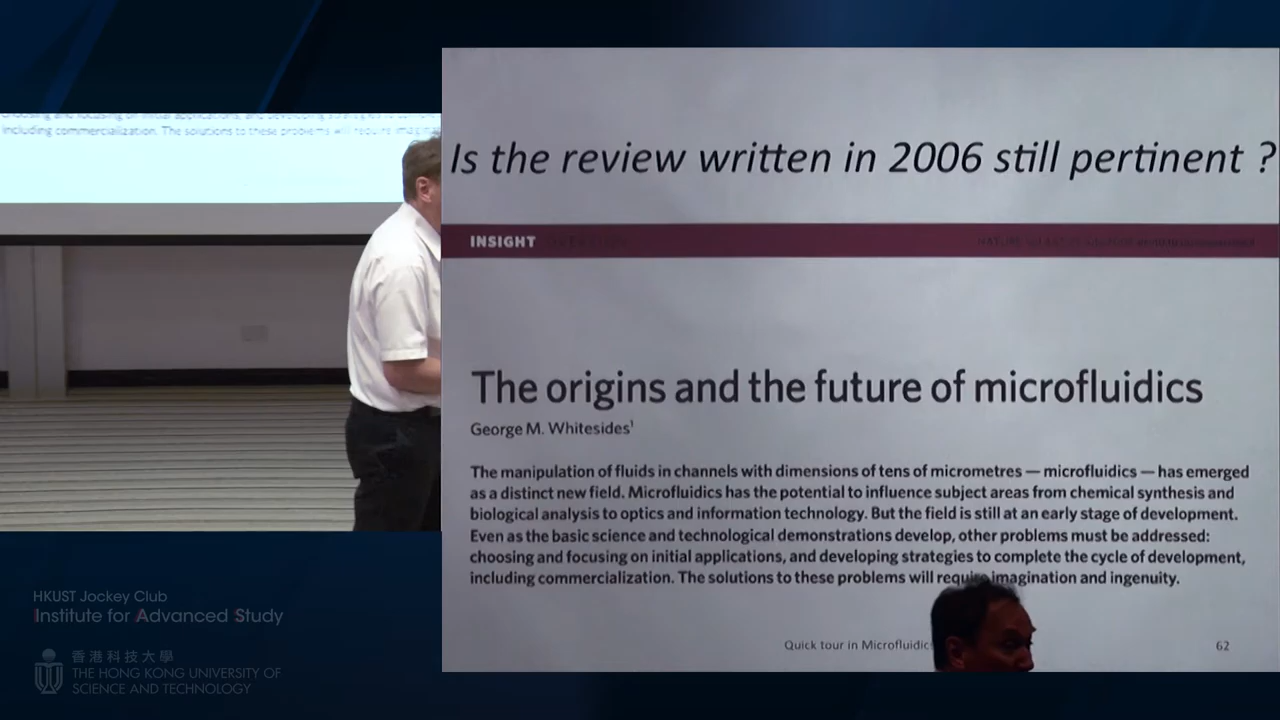 including commercialization. The solutions to these problems will require
Is the review written in 2006 still pertinent ?
INSIGHT
The origins and the future of microfluidics
George M. Whitesides¹
The manipulation of fluids in channels with dimensions of tens of micrometres — microfluidics — has emerged
as a distinct new field. Microfluidics has the potential to influence subject areas from chemical synthesis and
biological analysis to optics and information technology. But the field is still at an early stage of development.
Even as the basic science and technological demonstrations develop, other problems must be addressed:
choosing and focusing on initial applications, and developing strategies to complete the cycle of development,
including commercialization. The solutions to these problems will require imagination and ingenuity.
Quick tour in Microfluidic
62
HKUST Jockey Club
Institute for Advanced Study
香港科技大學
THE HONG KONG UNIVERSITY OF
SCIENCE AND TECHNOLOGY